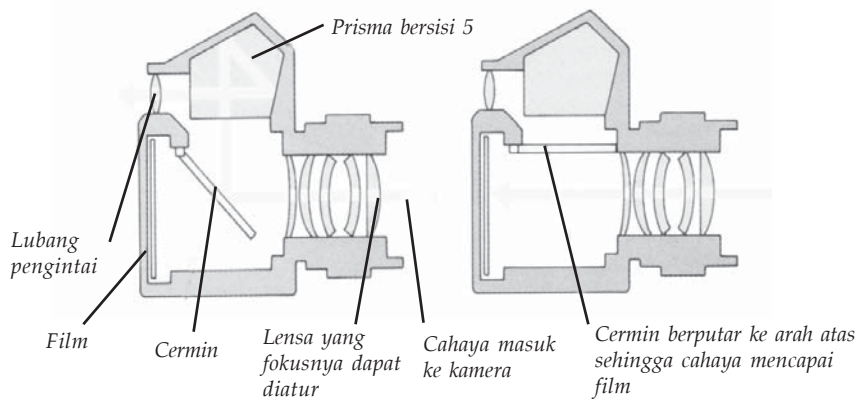 Prisma bersisi 5
Lubang
pengintai
Film
Cermin
Lensa yang
fokusnya dapat
diatur
Cahaya masuk
ke kamera
Cermin berputar ke arah atas
sehingga cahaya mencapai
film